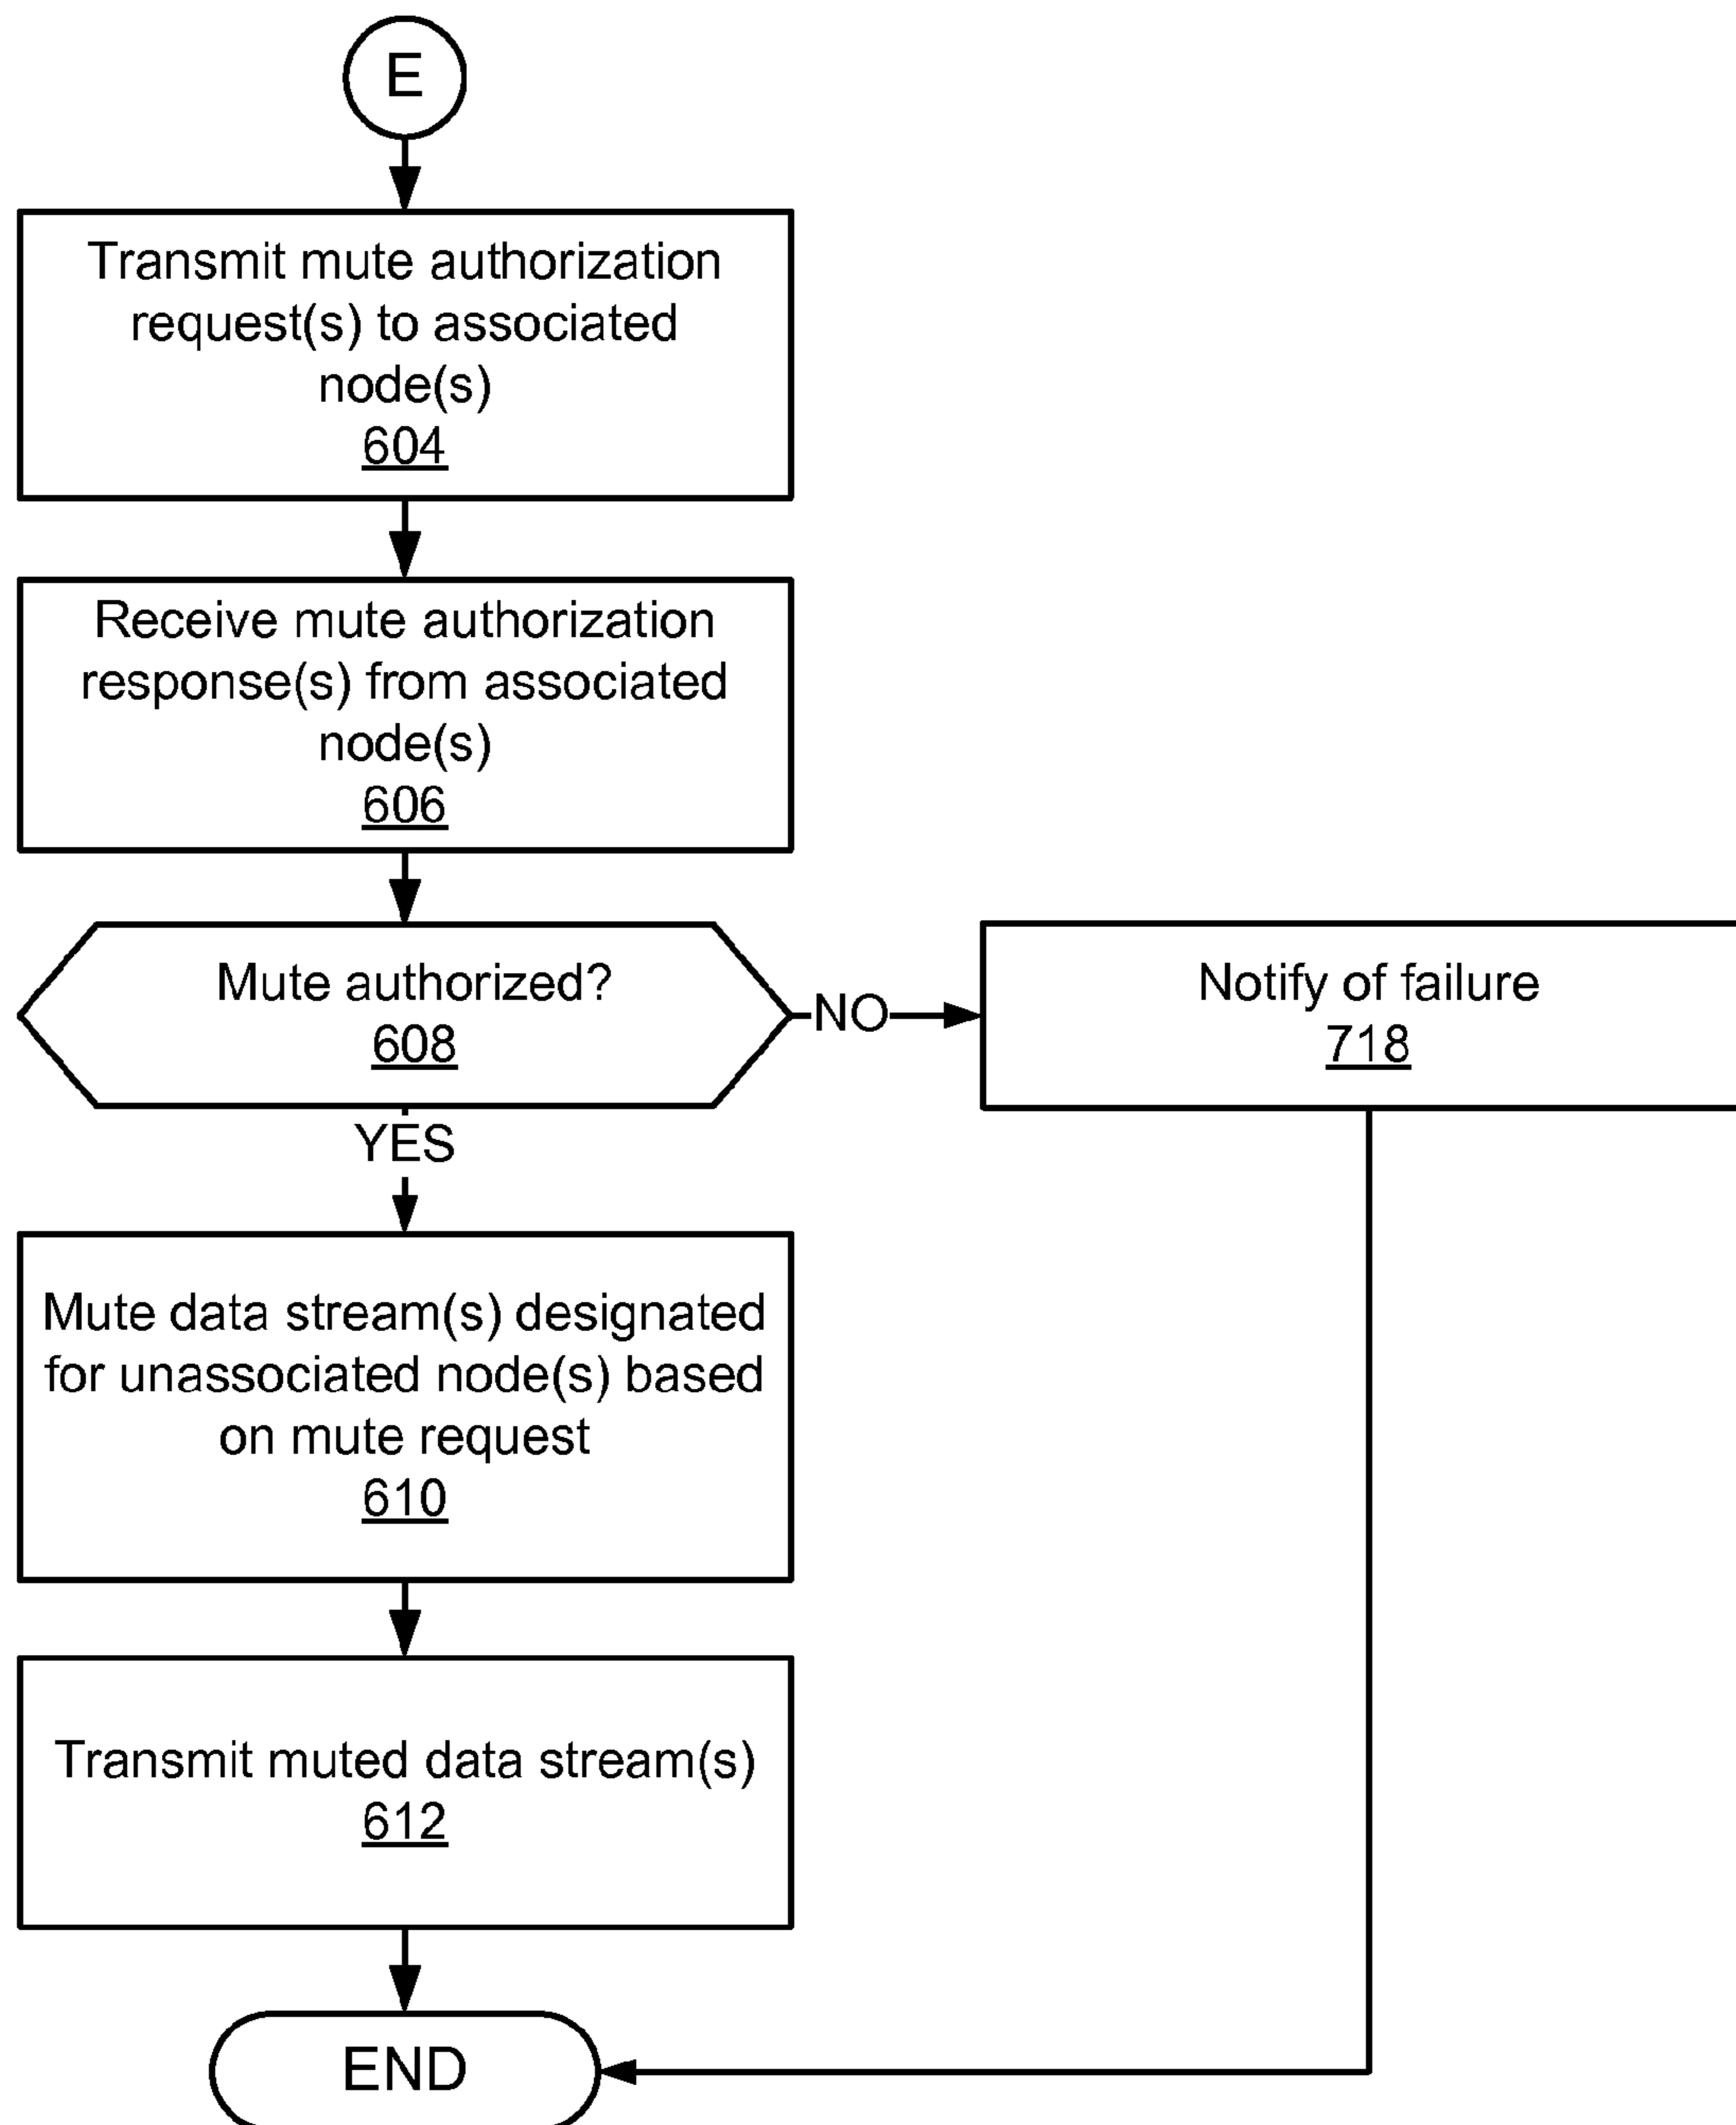 E
Transmit mute authorization
request(s) to associated
node(s)
604
Receive mute authorization
response(s) from associated
node(s)
606
Mute authorized?
608
NO
Notify of failure
718
YES
Mute data stream(s) designated
for unassociated node(s) based
on mute request
610
Transmit muted data stream(s)
612
END